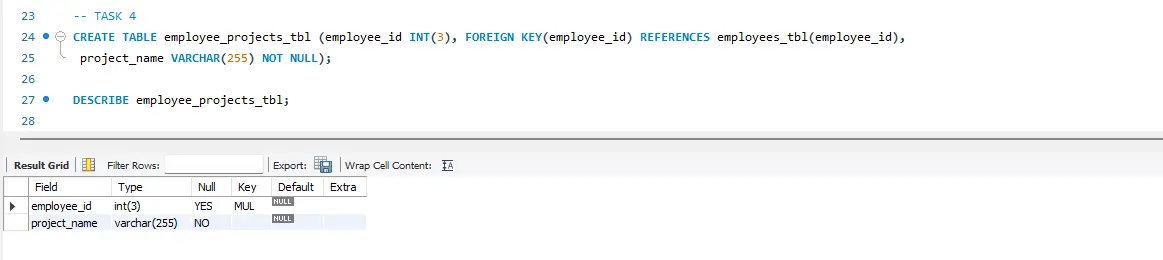 23 -- TASK 4
24 CREATE TABLE employee_projects_tbl (employee_id INT(3), FOREIGN KEY(employee_id) REFERENCES employees_tbl(employee_id),
25 project_name VARCHAR(255) NOT NULL);
26
27 DESCRIBE employee_projects_tbl;
28
Result Grid Filter Rows: Export: Wrap Cell Content: IA
Field Type Null Key Default Extra
employee_id int(3) YES MUL NULL
project_name varchar(255) NO NULL